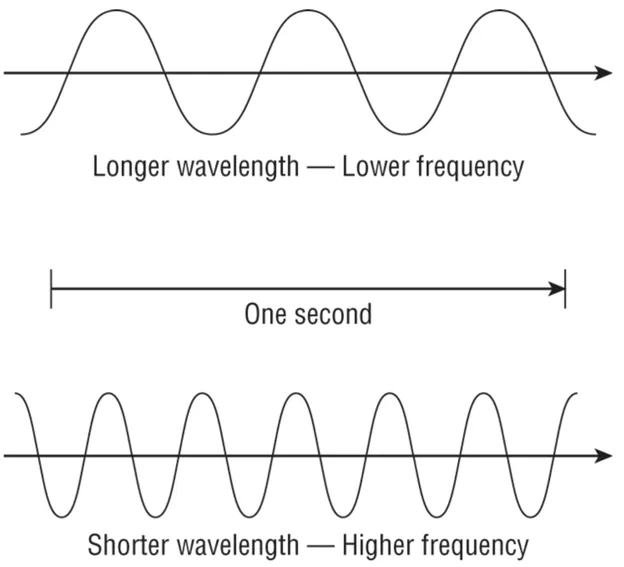 Longer wavelength — Lower frequency
One second
Shorter wavelength — Higher frequency